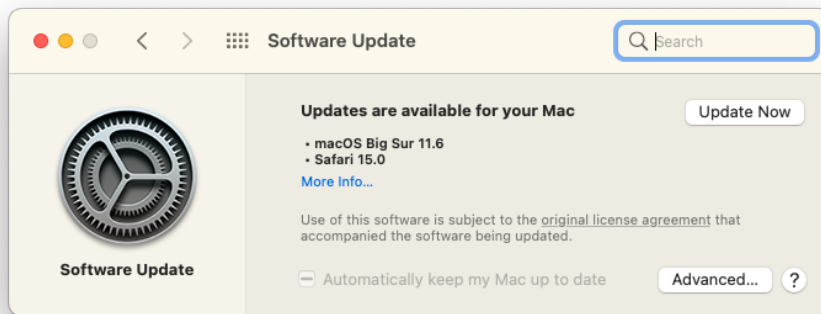 Software Update
Search
Updates are available for your Mac
Update Now
• macOS Big Sur 11.6
• Safari 15.0
More Info...
Use of this software is subject to the original license agreement that
accompanied the software being updated.
Software Update
Automatically keep my Mac up to date
Advanced...
?